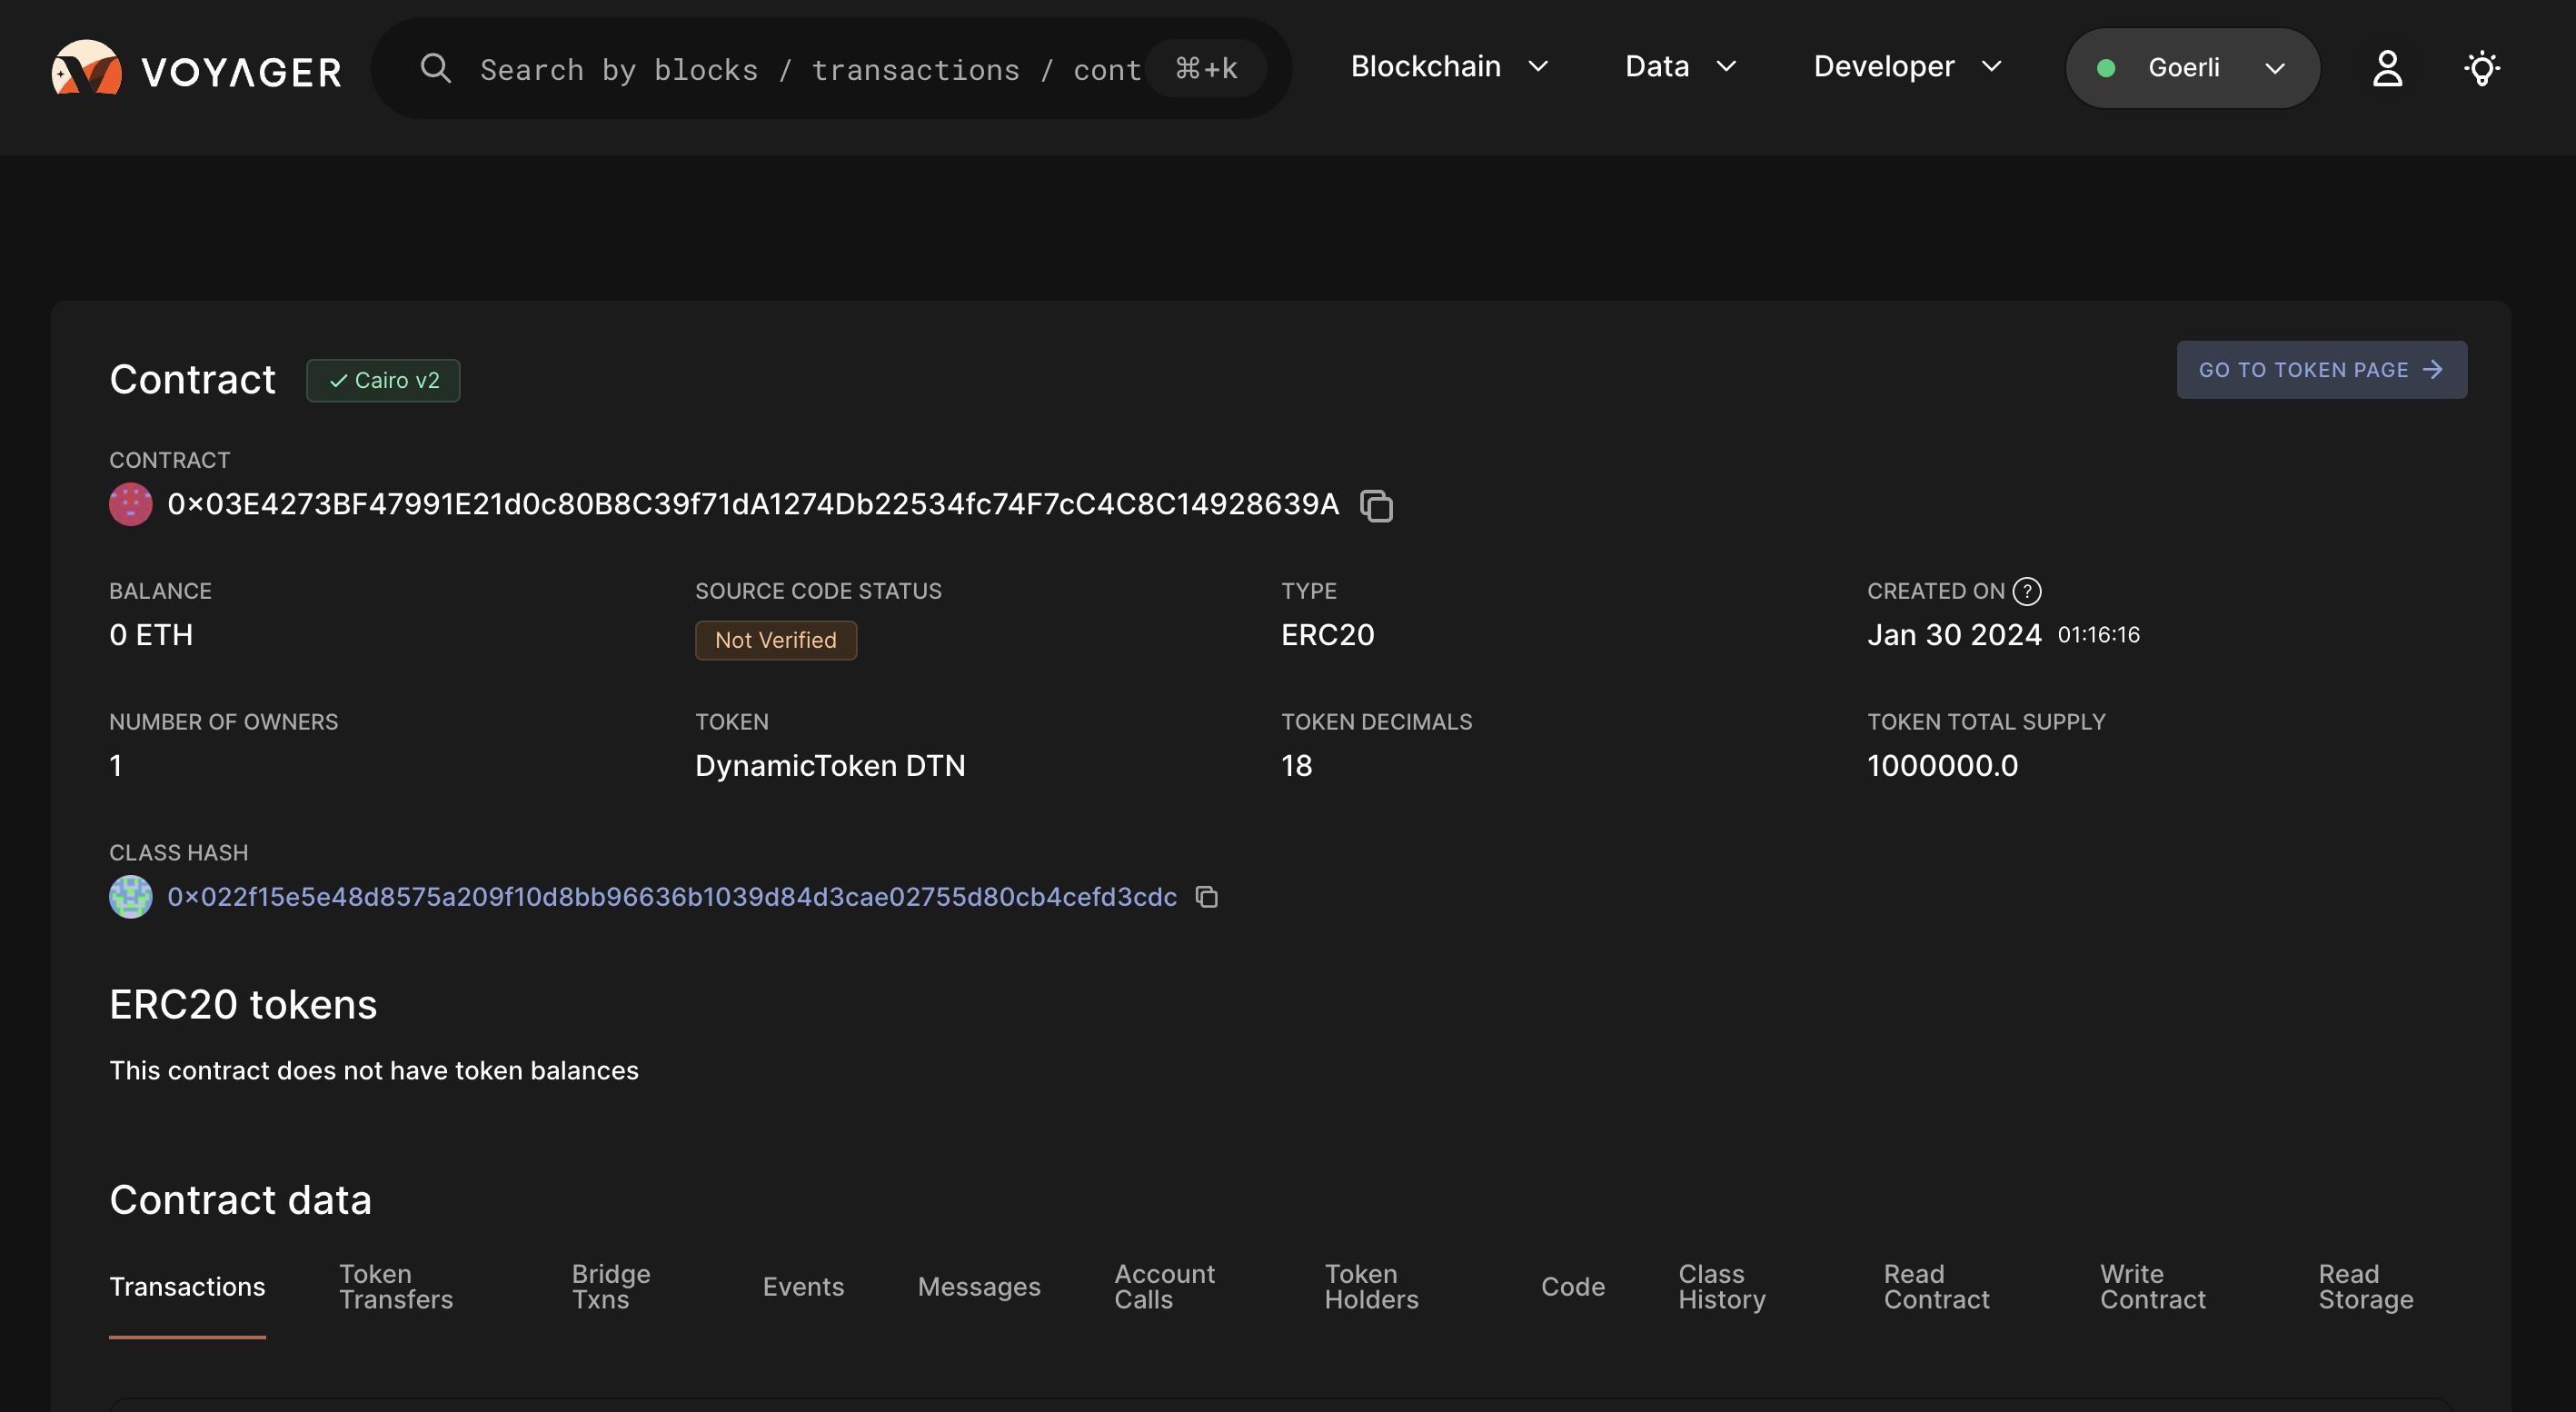 VOYAGER
Search by blocks / transactions / cont
⌘+k
Blockchain
Data
Developer
Goerli
Contract
Cairo v2
GO TO TOKEN PAGE
CONTRACT
0x03E4273BF47991E21d0c80B8C39f71dA1274Db22534fc74F7cC4C8C14928639A
BALANCE
0 ETH
SOURCE CODE STATUS
Not Verified
TYPE
ERC20
CREATED ON ?
Jan 30 2024 01:16:16
NUMBER OF OWNERS
1
TOKEN
DynamicToken DTN
TOKEN DECIMALS
18
TOKEN TOTAL SUPPLY
1000000.0
CLASS HASH
0x022f15e5e48d8575a209f10d8bb96636b1039d84d3cae02755d80cb4cefd3cdc
ERC20 tokens
This contract does not have token balances
Contract data
Transactions
Token
Transfers
Bridge
Txns
Events
Messages
Account
Calls
Token
Holders
Code
Class
History
Read
Contract
Write
Contract
Read
Storage